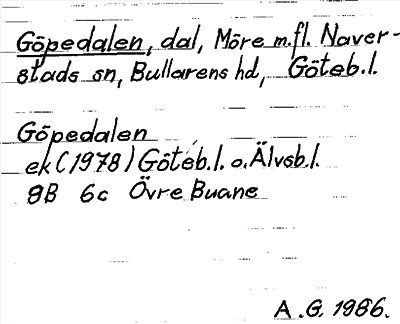 Göpedalen, dal, Möre m.fl. Naver-
stads sn, Bullarens hd, Göteb.l.
Göpedalen
ek (1978) Göteb.l. o. Älvsb.l.
9B 6c Övre Buane
A.G. 1986.